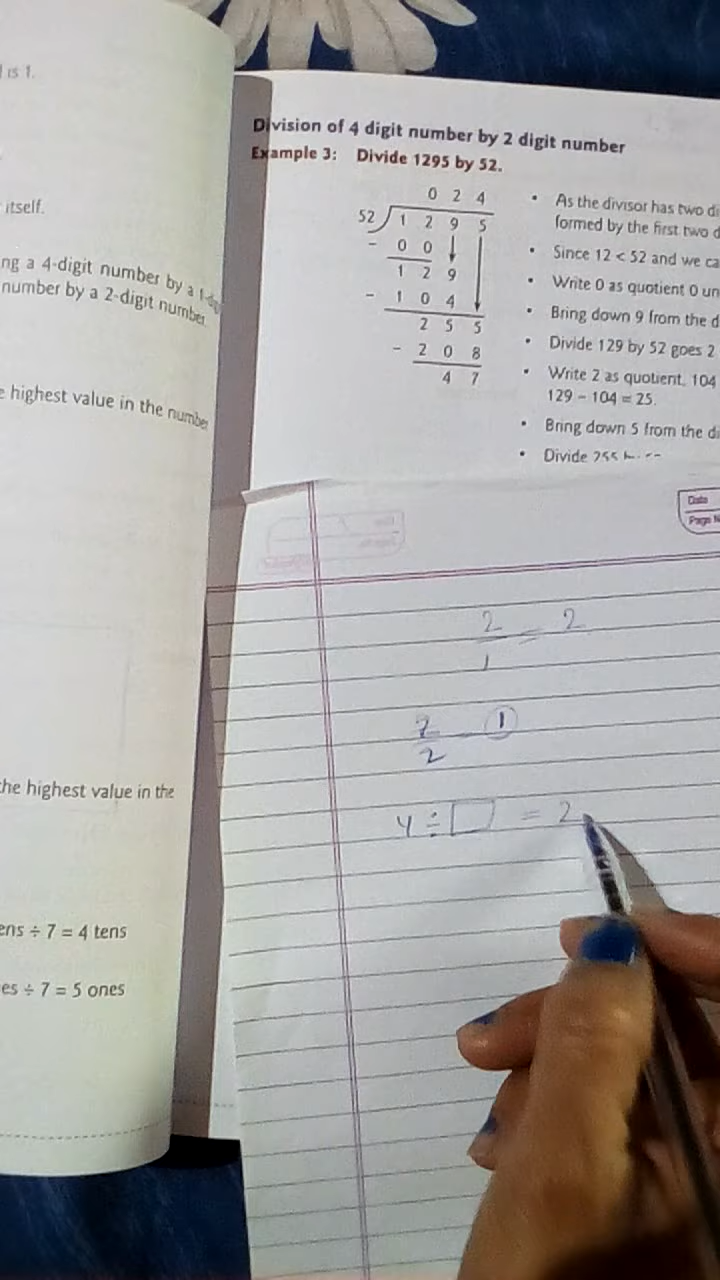 is 1.
itself.
ng a 4-digit number by a 1-dig
number by a 2-digit number.
e highest value in the number
the highest value in the
ens ÷ 7 = 4 tens
es ÷ 7 = 5 ones
Division of 4 digit number by 2 digit number
Example 3: Divide 1295 by 52.
0 2 4
52 1 2 9 5
- 0 0
1 2 9
- 1 0 4
2 5 5
- 2 0 8
4 7
• As the divisor has two di
formed by the first two d
• Since 12 < 52 and we ca
• Write 0 as quotient 0 un
• Bring down 9 from the d
• Divide 129 by 52 goes 2
• Write 2 as quotient, 104
129 - 104 = 25.
• Bring down 5 from the di
• Divide 255
Date
Page N
2/1 = 2
2/2 = 1
4 ÷ □ = 2